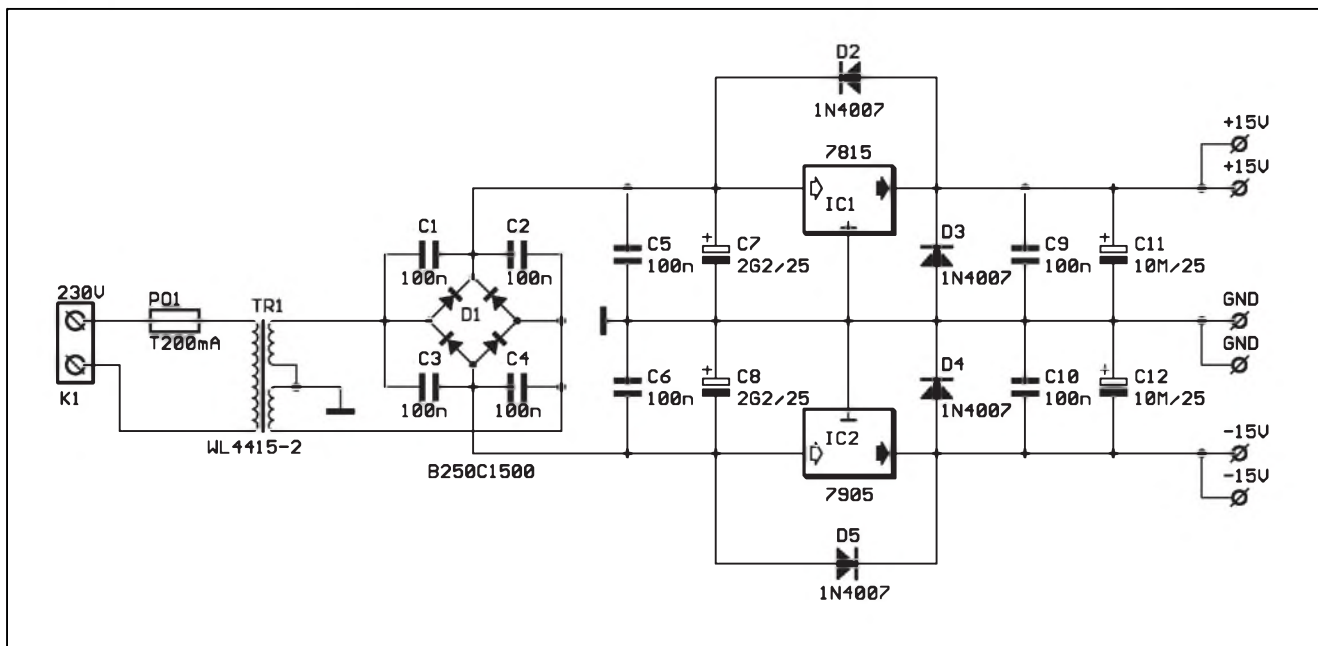 D2
1N4007
+15V
7815
+15V
IC1
C1
C2
D3
C5
C7
C9
C11
100n
100n
100n
2G2/25
1N4007
100n
10M/25
230V
PO1
TR1
D1
GND
T200mA
C3
C4
GND
D4
K1
C6
C8
C10
C12
100n
100n
100n
2G2/25
1N4007
100n
10M/25
WL4415-2
IC2
-15V
B250C1500
-15V
7905
D5
1N4007